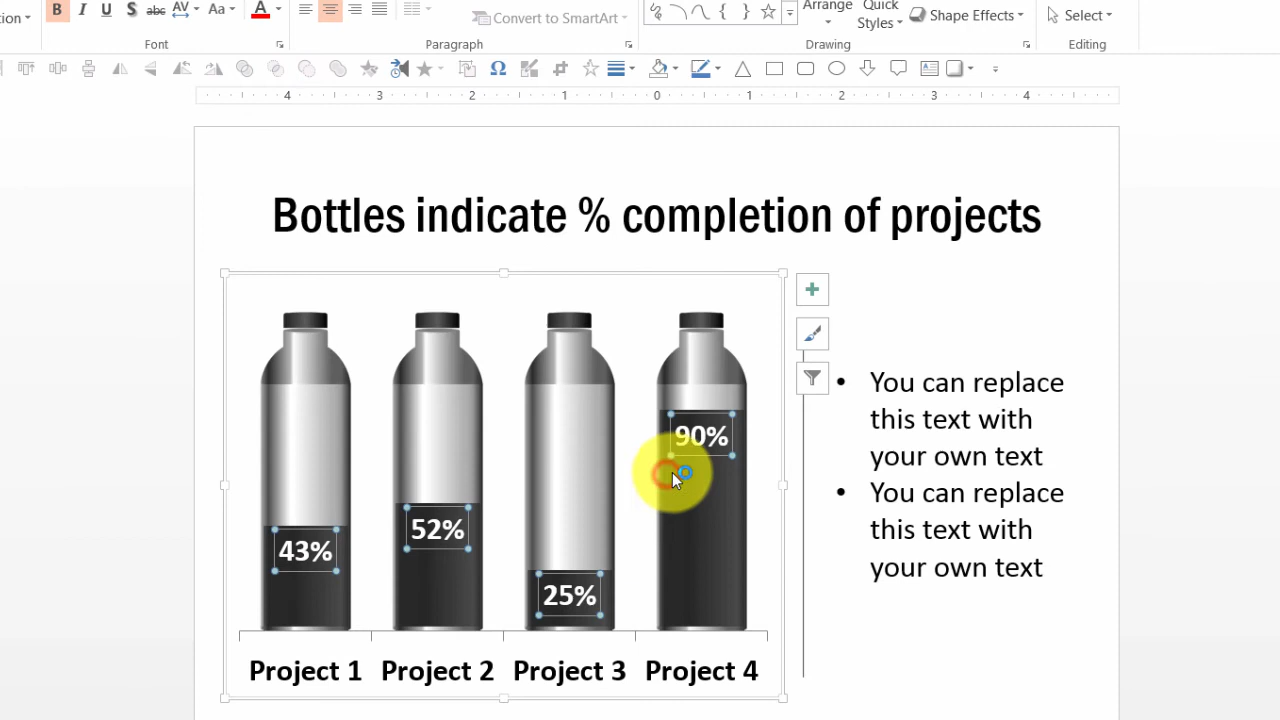 B I U S abc AV Aa A
Convert to SmartArt
Arrange
Quick
Styles
Shape Effects
Select
Font
Paragraph
Drawing
Editing
4 3 2 1 0 1 2 3 4
Bottles indicate % completion of projects
90%
52%
43%
25%
Project 1 Project 2 Project 3 Project 4
• You can replace
this text with
your own text
• You can replace
this text with
your own text